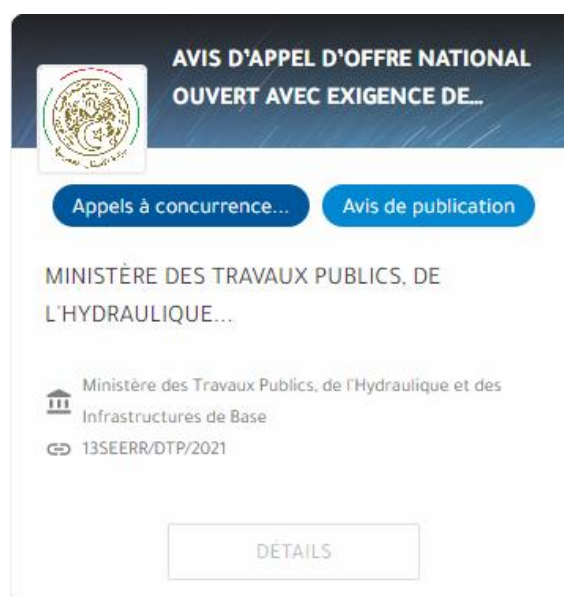 AVIS D'APPEL D'OFFRE NATIONAL
OUVERT AVEC EXIGENCE DE...
Appels à concurrence...
Avis de publication
MINISTÈRE DES TRAVAUX PUBLICS, DE
L'HYDRAULIQUE...
Ministère des Travaux Publics, de l'Hydraulique et des
Infrastructures de Base
13SEERR/DTP/2021
DÉTAILS